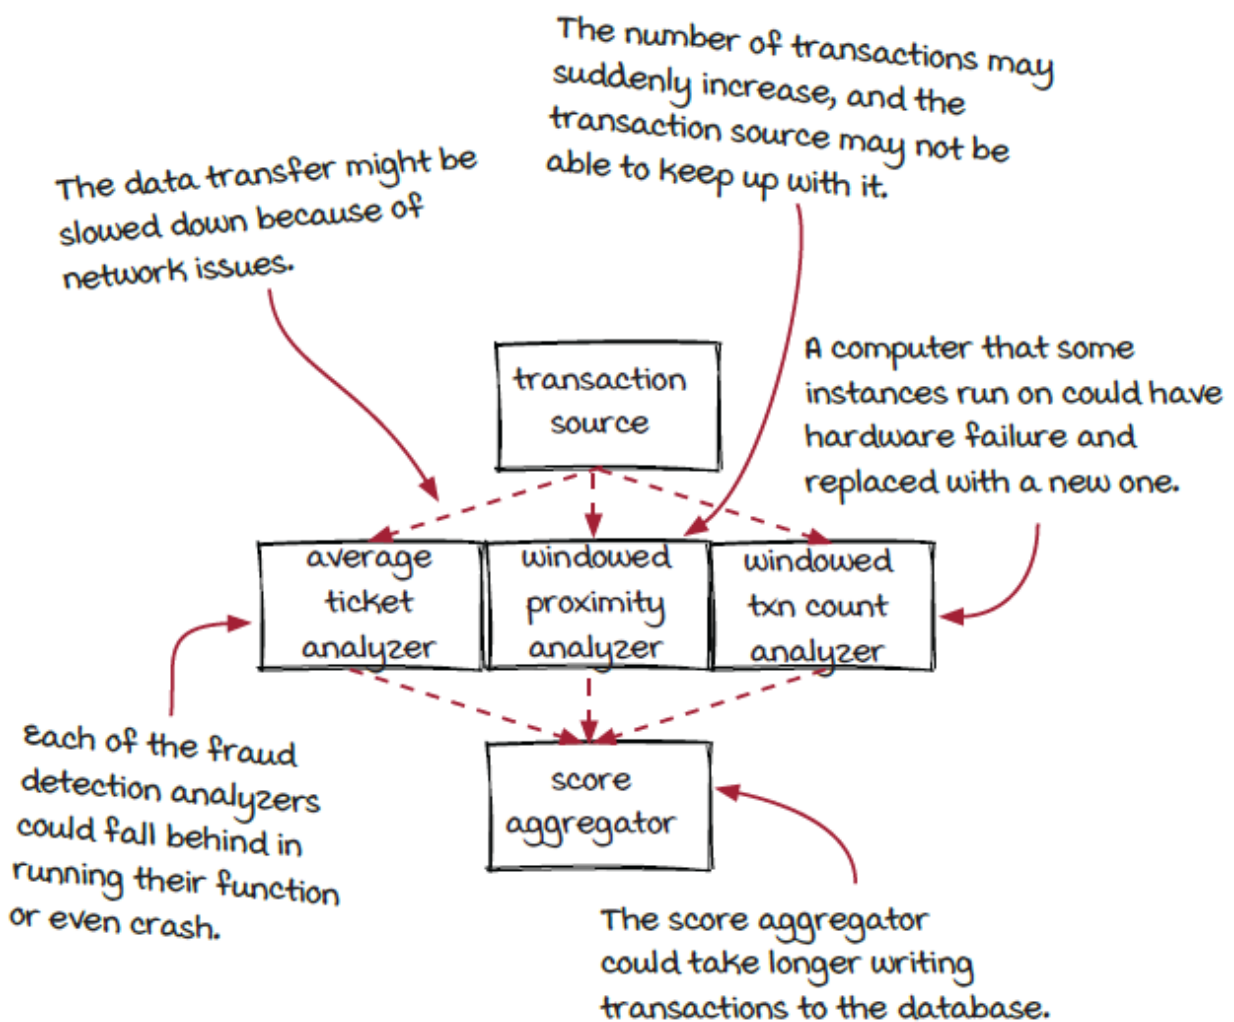 The number of transactions may
suddenly increase, and the
transaction source may not be
able to keep up with it.
The data transfer might be
slowed down because of
network issues.
A computer that some
instances run on could have
hardware failure and
replaced with a new one.
transaction
source
average
ticket
analyzer
windowed
proximity
analyzer
windowed
txn count
analyzer
Each of the fraud
detection analyzers
could fall behind in
running their function
or even crash.
score
aggregator
The score aggregator
could take longer writing
transactions to the database.